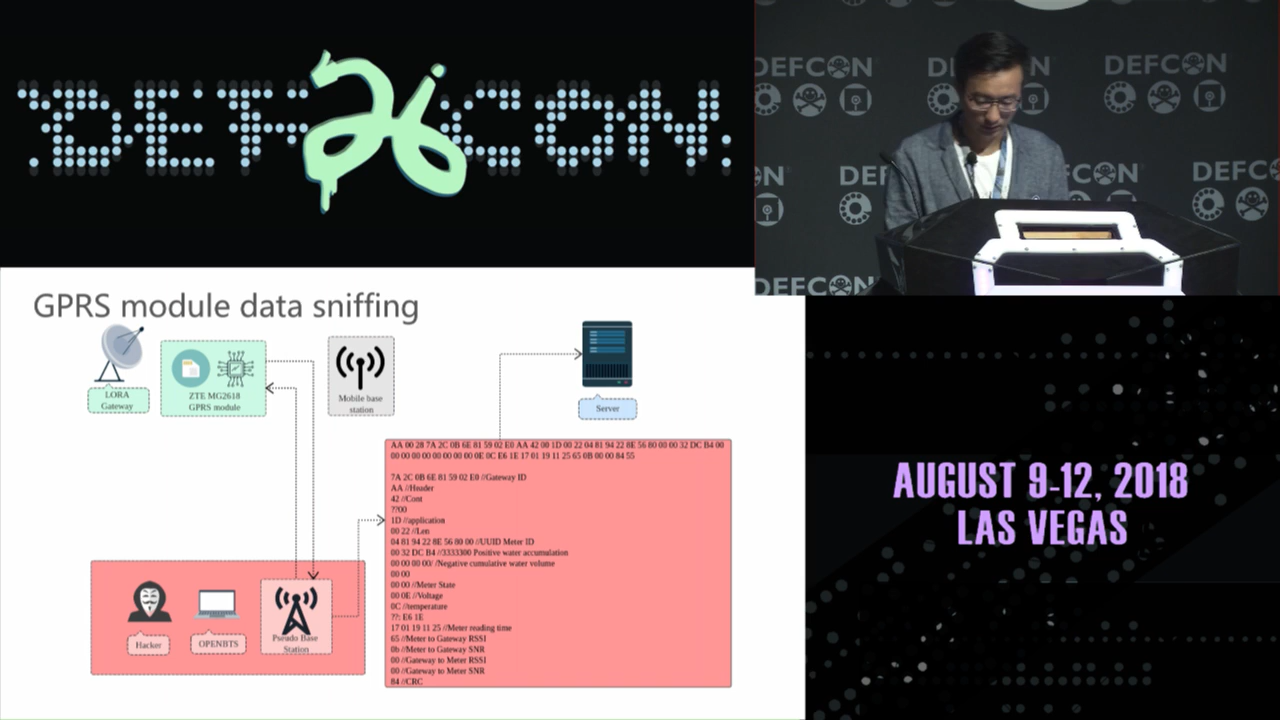 DEFCON
26
DEFCON
DEFCON
DEFCON
DEFCON
GPRS module data sniffing
LORA
Gateway
ZTE MG2618
GPRS module
Mobile base
station
Server
AA 00 28 7A 2C 0B 6E 81 59 02 E0 AA 42 00 1D 00 22 04 81 94 22 8E 56 80 00 00 32 DC B4 00
00 00 00 00 00 00 00 00 0E 0C E6 1E 17 01 19 11 25 65 0B 00 00 84 55
7A 2C 0B 6E 81 59 02 E0 //Gateway ID
AA //Header
42 //Cont
??00
1D //application
00 22 //Len
04 81 94 22 8E 56 80 00 //UUID Meter ID
00 32 DC B4 //3333300 Positive water accumulation
00 00 00 00/ /Negative cumulative water volume
00 00
00 00 //Meter State
00 0E //Voltage
0C //temperature
??: E6 1E
17 01 19 11 25 //Meter reading time
65 //Meter to Gateway RSSI
0b //Meter to Gateway SNR
00 //Gateway to Meter RSSI
00 //Gateway to Meter SNR
84 //CRC
Hacker
OPENBTS
Pseudo Base
Station
AUGUST 9-12, 2018
LAS VEGAS